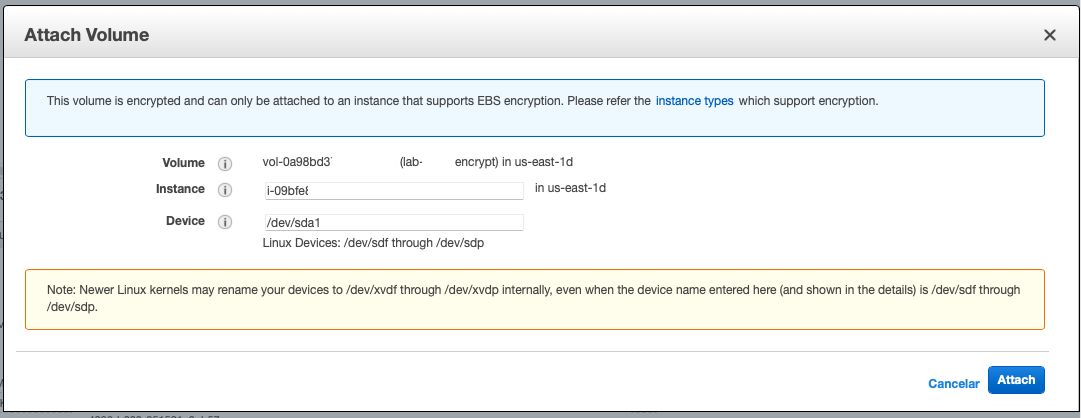 Attach Volume
This volume is encrypted and can only be attached to an instance that supports EBS encryption. Please refer the instance types which support encryption.
Volume vol-0a98bd3 (lab- encrypt) in us-east-1d
Instance i-09bfe in us-east-1d
Device /dev/sda1
Linux Devices: /dev/sdf through /dev/sdp
Note: Newer Linux kernels may rename your devices to /dev/xvdf through /dev/xvdp internally, even when the device name entered here (and shown in the details) is /dev/sdf through
/dev/sdp.
Cancelar Attach